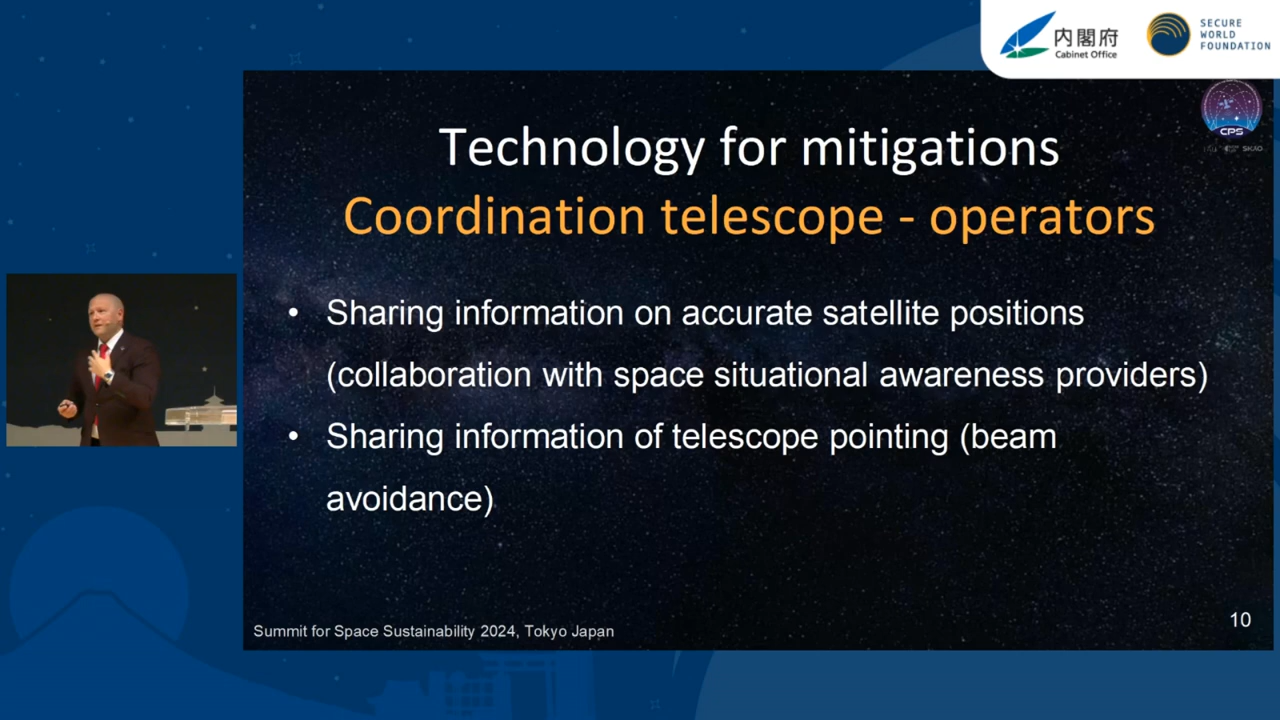 内閣府
Cabinet Office
SECURE
WORLD
FOUNDATION
CPS
SKAO
Technology for mitigations
Coordination telescope - operators
• Sharing information on accurate satellite positions
(collaboration with space situational awareness providers)
• Sharing information of telescope pointing (beam
avoidance)
Summit for Space Sustainability 2024, Tokyo Japan
10